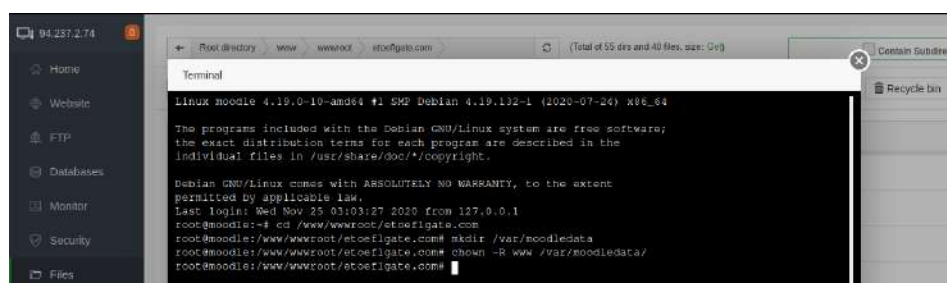 94.237.2.74 0
← Root directory www wwwroot etoeflgate.com (Total of 55 dirs and 40 files, size: Get)
Contain Subdire
Home
Terminal
Recycle bin
Website
FTP
Databases
Monitor
Security
Files
Linux moodle 4.19.0-10-amd64 #1 SMP Debian 4.19.132-1 (2020-07-24) x86_64
The programs included with the Debian GNU/Linux system are free software;
the exact distribution terms for each program are described in the
individual files in /usr/share/doc/*/copyright.
Debian GNU/Linux comes with ABSOLUTELY NO WARRANTY, to the extent
permitted by applicable law.
Last login: Wed Nov 25 03:03:27 2020 from 127.0.0.1
root@moodle:~# cd /www/wwwroot/etoeflgate.com
root@moodle:/www/wwwroot/etoeflgate.com# mkdir /var/moodledata
root@moodle:/www/wwwroot/etoeflgate.com# chown -R www /var/moodledata/
root@moodle:/www/wwwroot/etoeflgate.com#